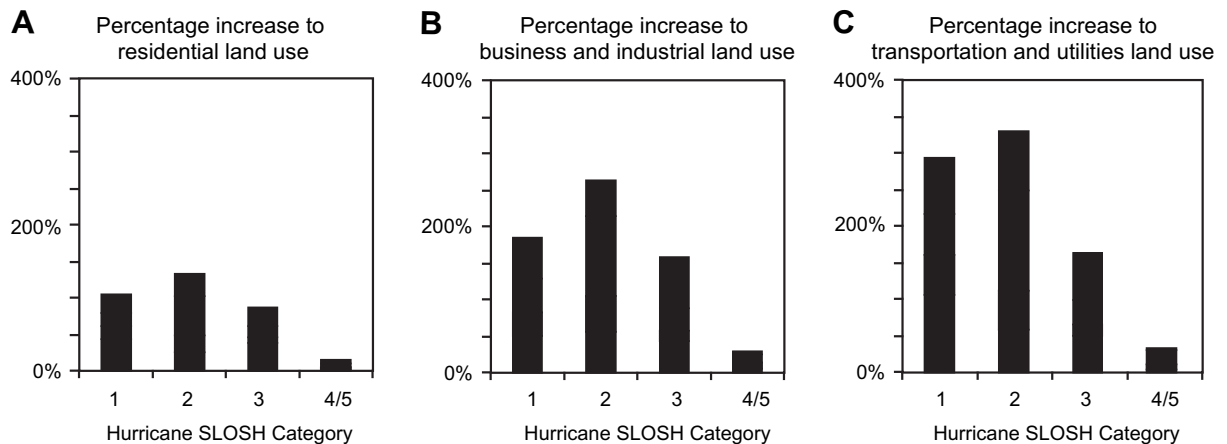 A
Percentage increase to
residential land use
400%
200%
0%
1 2 3 4/5
Hurricane SLOSH Category
B
Percentage increase to
business and industrial land use
400%
200%
0%
1 2 3 4/5
Hurricane SLOSH Category
C
Percentage increase to
transportation and utilities land use
400%
200%
0%
1 2 3 4/5
Hurricane SLOSH Category